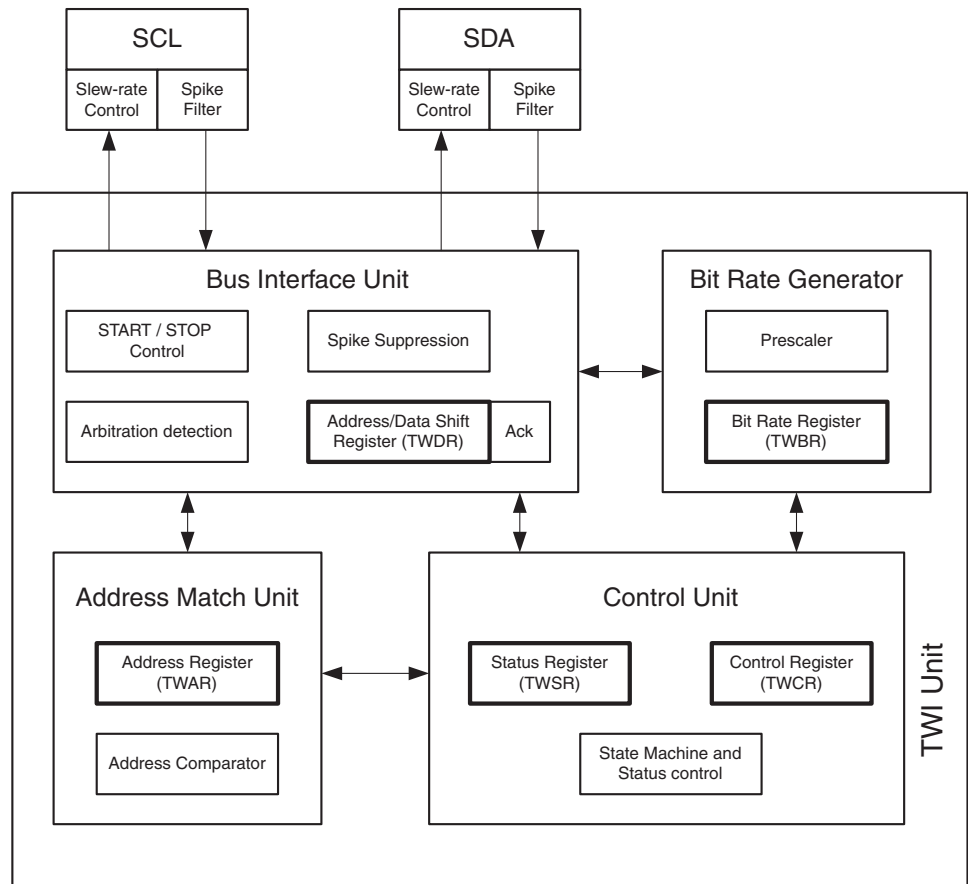 SCL
Slew-rate
Control
Spike
Filter
SDA
Slew-rate
Control
Spike
Filter
Bus Interface Unit
START / STOP
Control
Spike Suppression
Arbitration detection
Address/Data Shift
Register (TWDR)
Ack
Bit Rate Generator
Prescaler
Bit Rate Register
(TWBR)
Address Match Unit
Address Register
(TWAR)
Address Comparator
Control Unit
Status Register
(TWSR)
Control Register
(TWCR)
State Machine and
Status control
TWI Unit